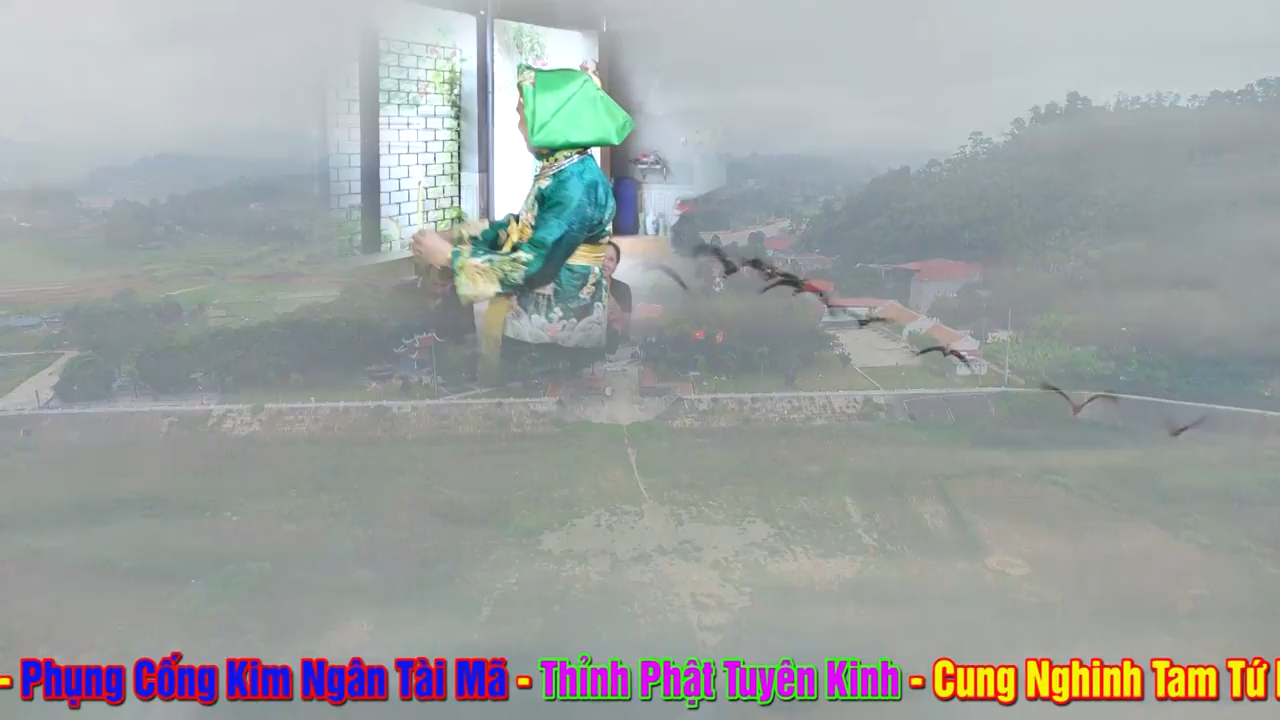 - Phụng Cống Kim Ngân Tài Mã - Thỉnh Phật Tuyên Kinh - Cung Nghinh Tam Tứ